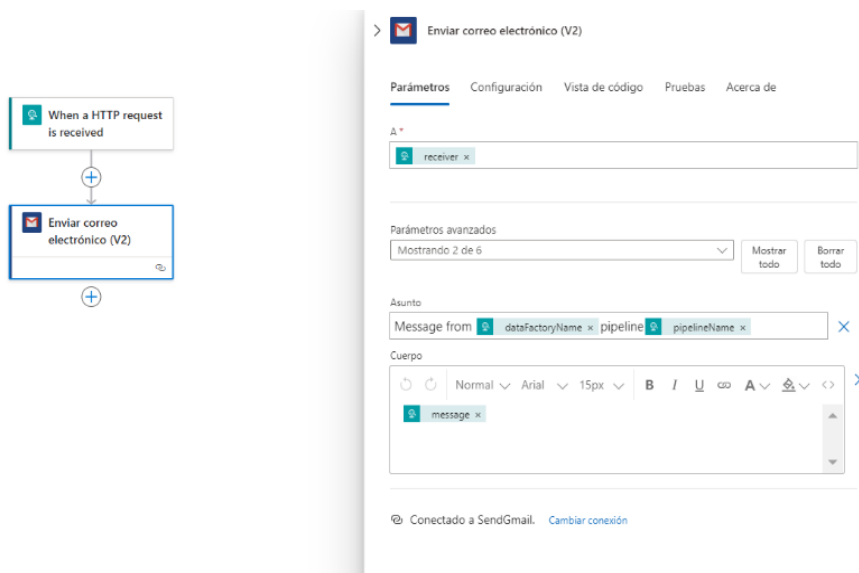 When a HTTP request
is received
Enviar correo
electrónico (V2)
Enviar correo electrónico (V2)
Parámetros Configuración Vista de código Pruebas Acerca de
A *
receiver ×
Parámetros avanzados
Mostrando 2 de 6
Mostrar
todo
Borrar
todo
Asunto
Message from dataFactoryName × pipeline pipelineName ×
Cuerpo
Normal Arial 15px B I U A
message ×
Conectado a SendGmail. Cambiar conexión